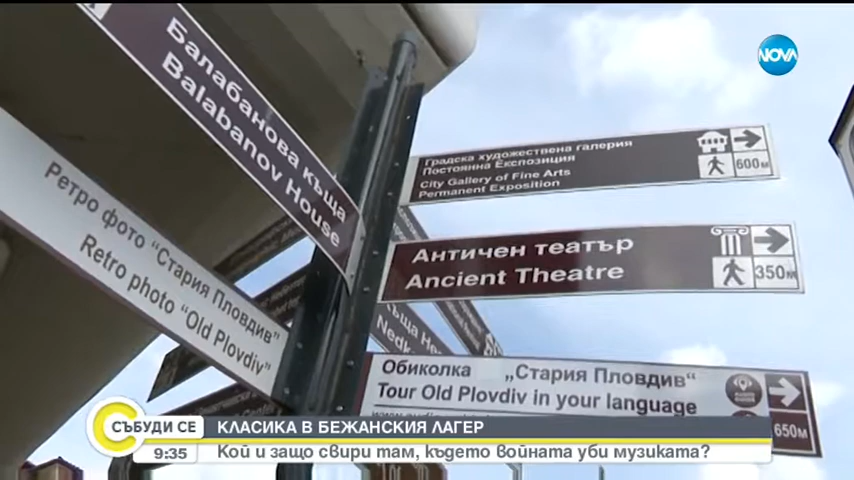 NOVA
Балабанова къща
Balabanov House
Ретро фото "Стария Пловдив"
Retro photo "Old Plovdiv"
Градска художествена галерия
Постоянна Експозиция
City Gallery of Fine Arts
Permanent Exposition
600м
Античен театър
Ancient Theatre
350м
Обиколка „Стария Пловдив“
Tour Old Plovdiv in your language
650м
СЪБУДИ СЕ
9:35
КЛАСИКА В БЕЖАНСКИЯ ЛАГЕР
Кой и защо свири там, където войната уби музиката?